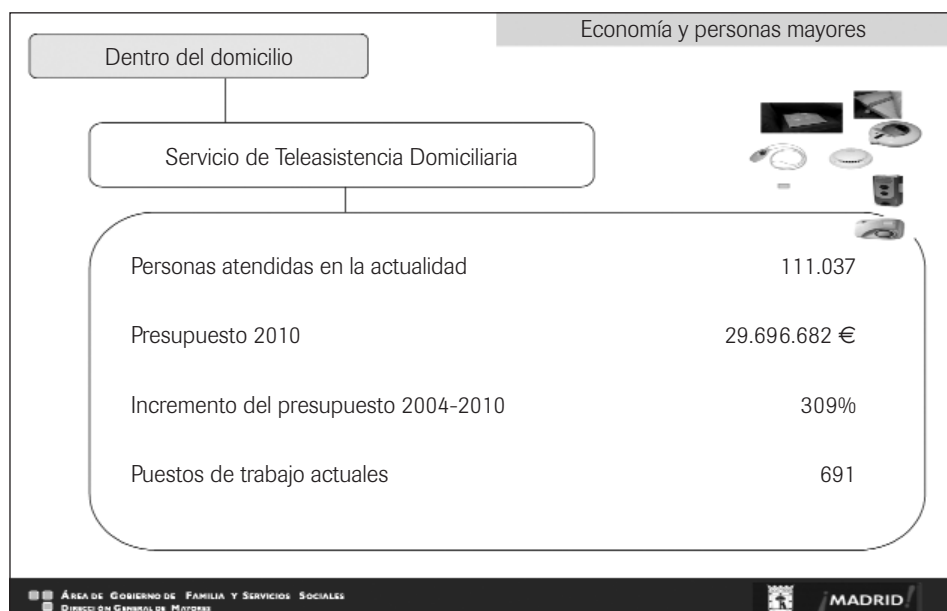 Economía y personas mayores
Dentro del domicilio
Servicio de Teleasistencia Domiciliaria
Personas atendidas en la actualidad 111.037
Presupuesto 2010 29.696.682 €
Incremento del presupuesto 2004-2010 309%
Puestos de trabajo actuales 691
ÁREA DE GOBIERNO DE FAMILIA Y SERVICIOS SOCIALES
DIRECCIÓN GENERAL DE MAYORES
¡MADRID!